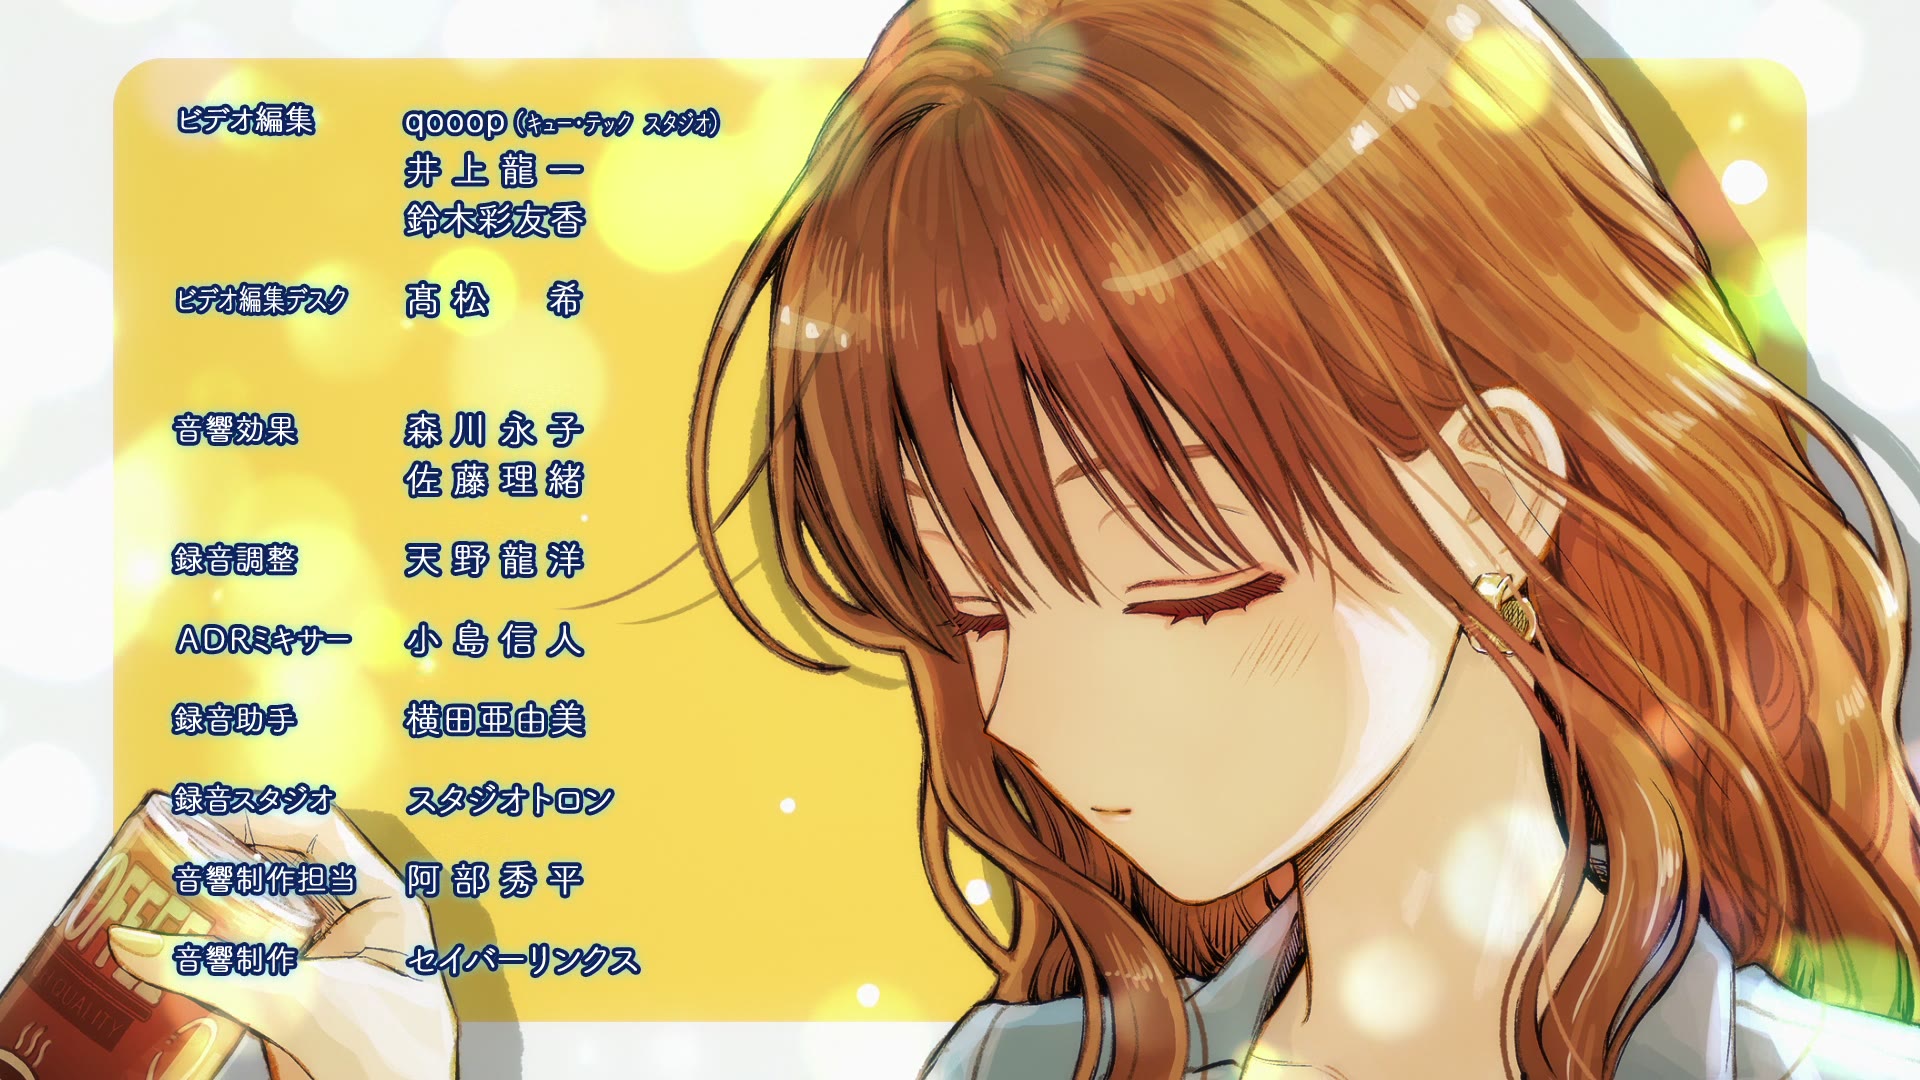 ビデオ編集 qooop(キュー・テック スタジオ)
井上龍一
鈴木彩友香
ビデオ編集デスク 髙松 希
音響効果 森川永子
佐藤理緒
録音調整 天野龍洋
ADRミキサー 小島信人
録音助手 横田亜由美
録音スタジオ スタジオトロン
音響制作担当 阿部秀平
音響制作 セイバーリンクス
OFFEE
QUALITY